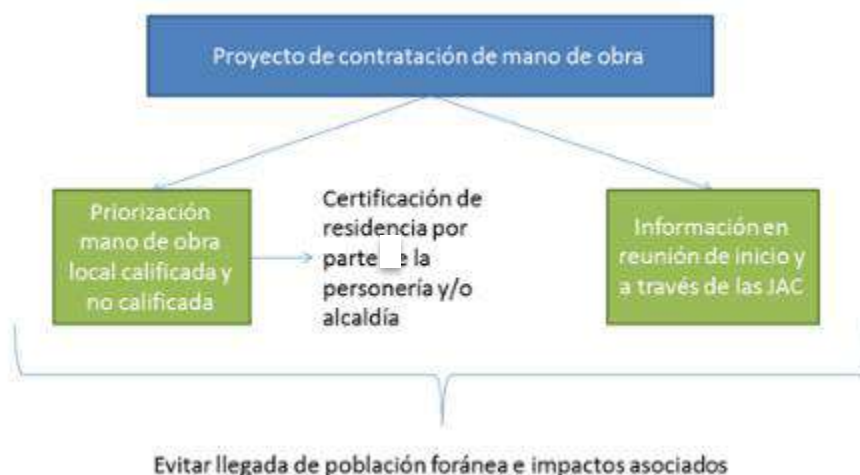 Proyecto de contratación de mano de obra
Priorización
mano de obra
local calificada y
no calificada
Certificación de
residencia por
parte e la
personería y/o
alcaldía
Información en
reunión de inicio y
a través de las JAC
Evitar llegada de población foránea e impactos asociados